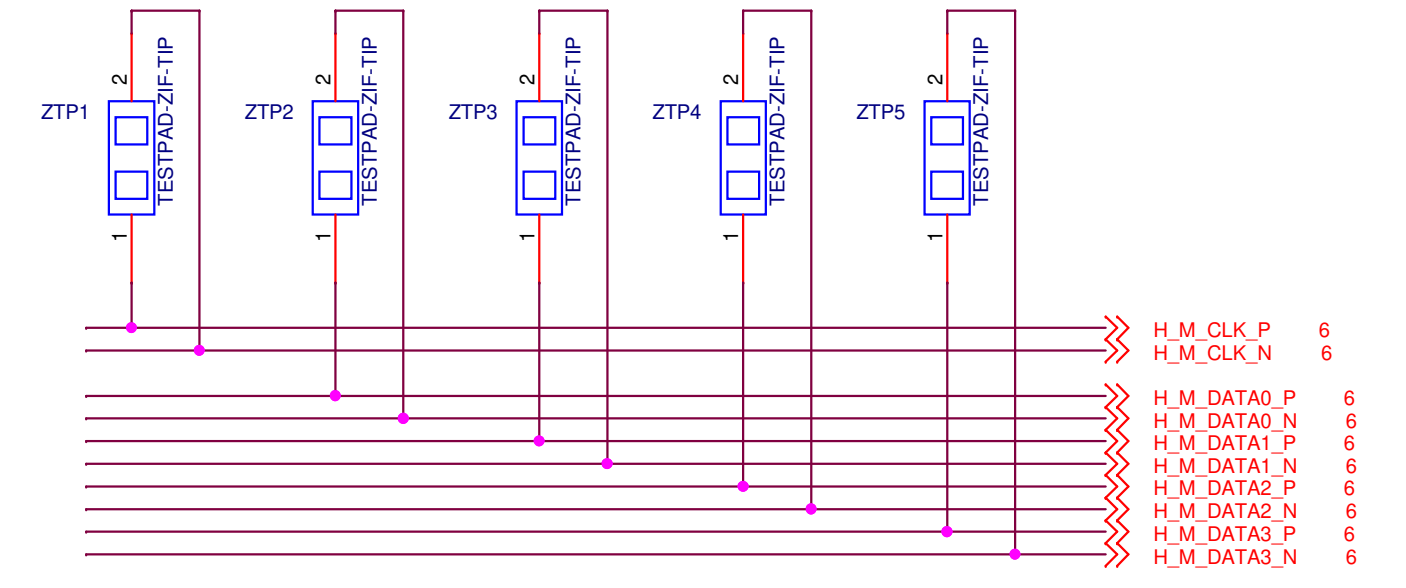 ZTP1
2
TESTPAD-ZIF-TIP
1
ZTP2
2
TESTPAD-ZIF-TIP
1
ZTP3
2
TESTPAD-ZIF-TIP
1
ZTP4
2
TESTPAD-ZIF-TIP
1
ZTP5
2
TESTPAD-ZIF-TIP
1
H_M_CLK_P 6
H_M_CLK_N 6
H_M_DATA0_P 6
H_M_DATA0_N 6
H_M_DATA1_P 6
H_M_DATA1_N 6
H_M_DATA2_P 6
H_M_DATA2_N 6
H_M_DATA3_P 6
H_M_DATA3_N 6